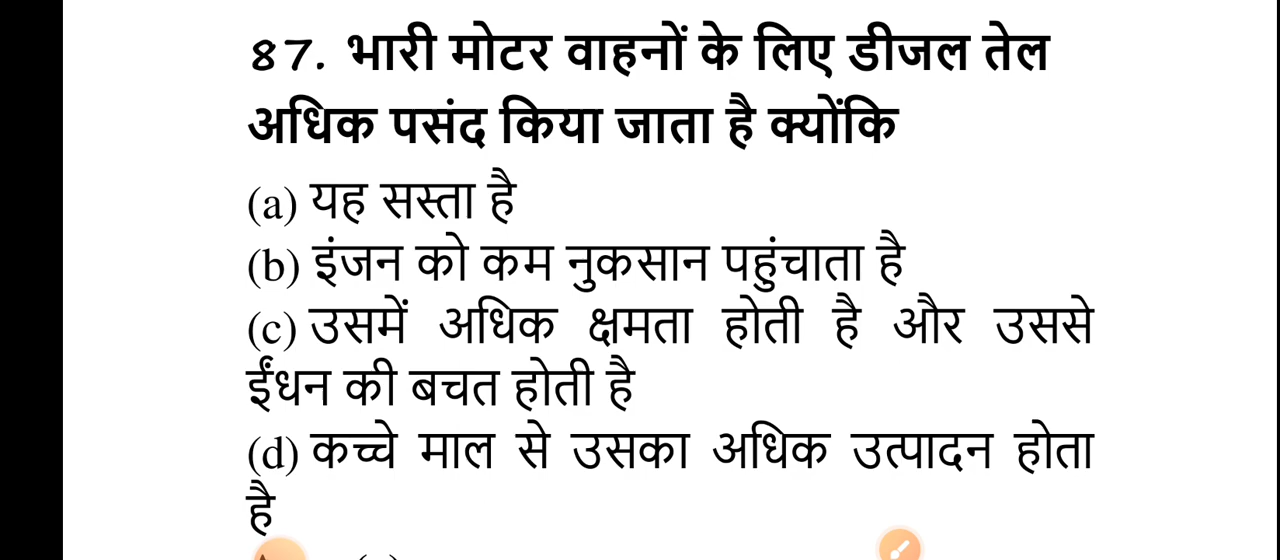 87. भारी मोटर वाहनों के लिए डीजल तेल
अधिक पसंद किया जाता है क्योंकि
(a) यह सस्ता है
(b) इंजन को कम नुकसान पहुंचाता है
(c) उसमें अधिक क्षमता होती है और उससे
ईंधन की बचत होती है
(d) कच्चे माल से उसका अधिक उत्पादन होता
है